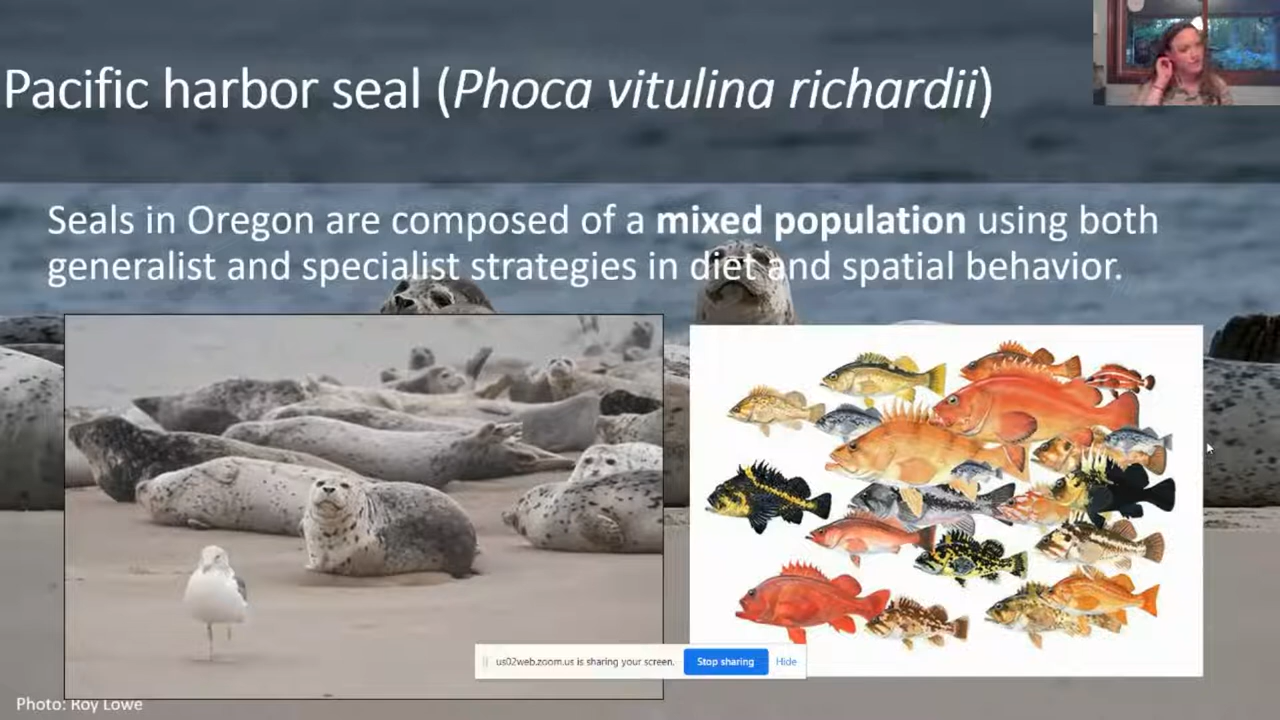 Pacific harbor seal (Phoca vitulina richardii)
Seals in Oregon are composed of a mixed population using both
generalist and specialist strategies in diet and spatial behavior.
us02web.zoom.us is sharing your screen.
Stop sharing
Hide
Photo: Roy Lowe